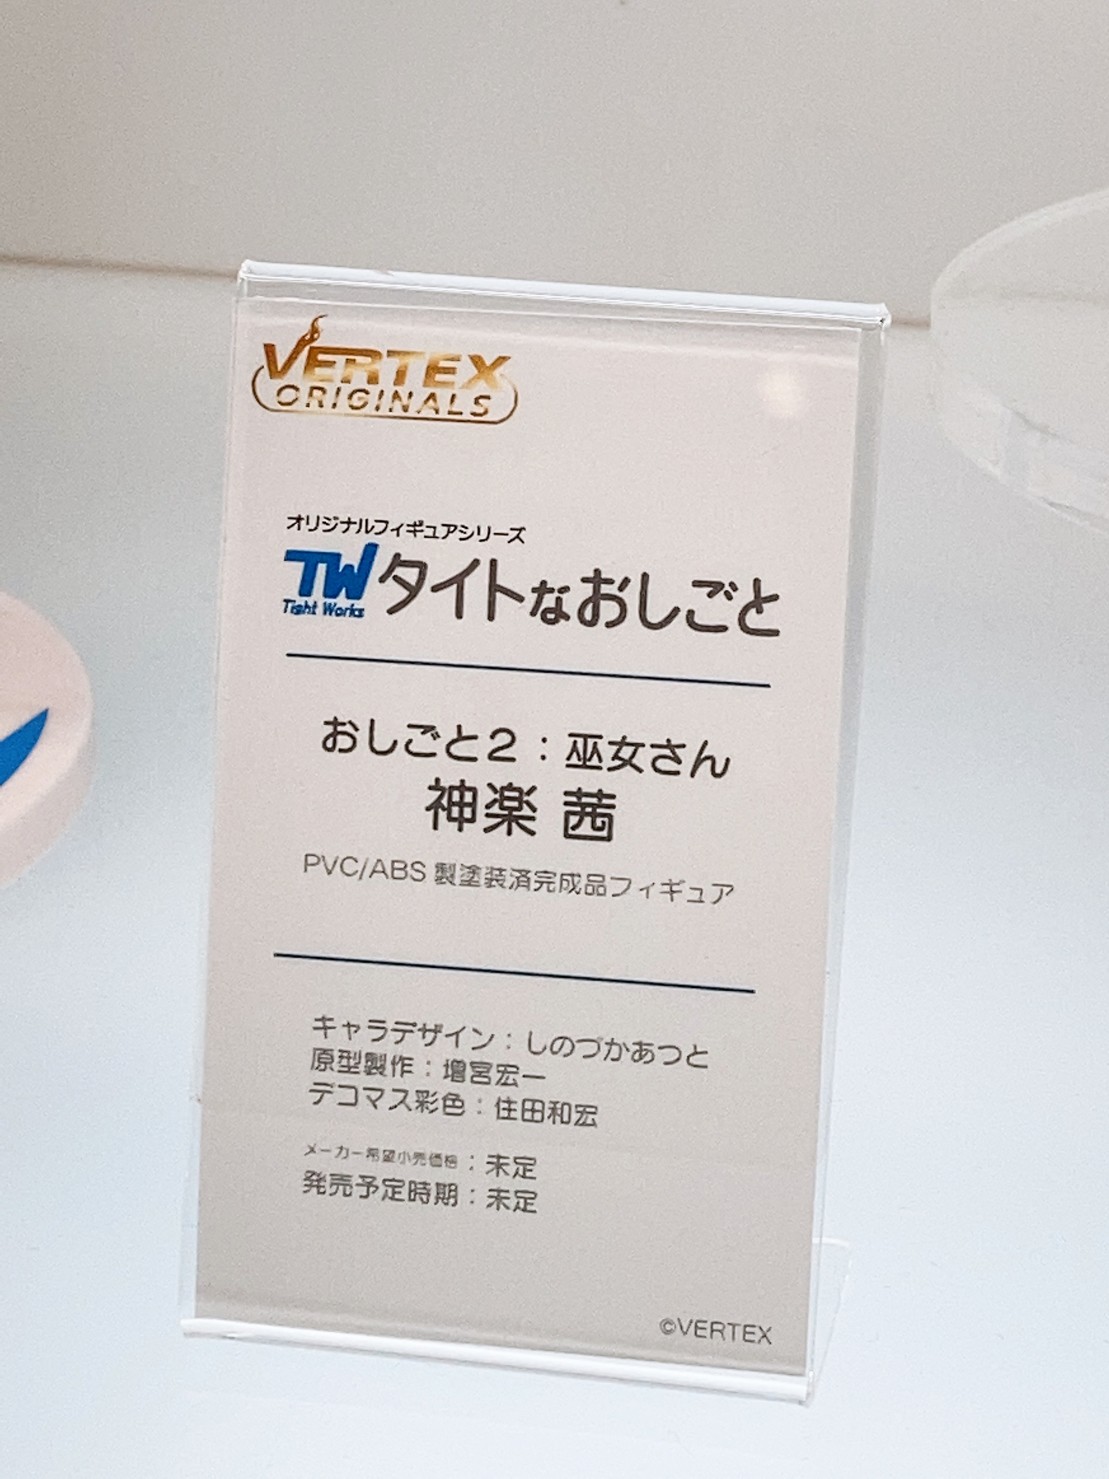 VERTEX
ORIGINALS
オリジナルフィギュアシリーズ
TW タイトなおしごと
Tight Works
おしごと2：巫女さん
神楽 茜
PVC/ABS 製塗装済完成品フィギュア
キャラデザイン：しのづかあつと
原型製作：増宮宏一
デコマス彩色：住田和宏
メーカー希望小売価格：未定
発売予定時期：未定
©VERTEX